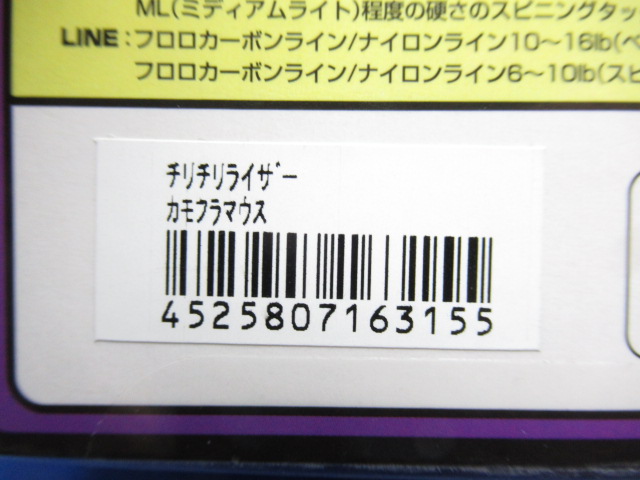 ML(ミディアムライト)程度の硬さのスピニングタッ
LINE:フロロカーボンライン/ナイロンライン10〜16lb(ベ
フロロカーボンライン/ナイロンライン6〜10lb(スピ
ﾁﾘﾁﾘﾗｲｻﾞｰ
ｶﾓﾌﾗﾏｳｽ
4525807163155